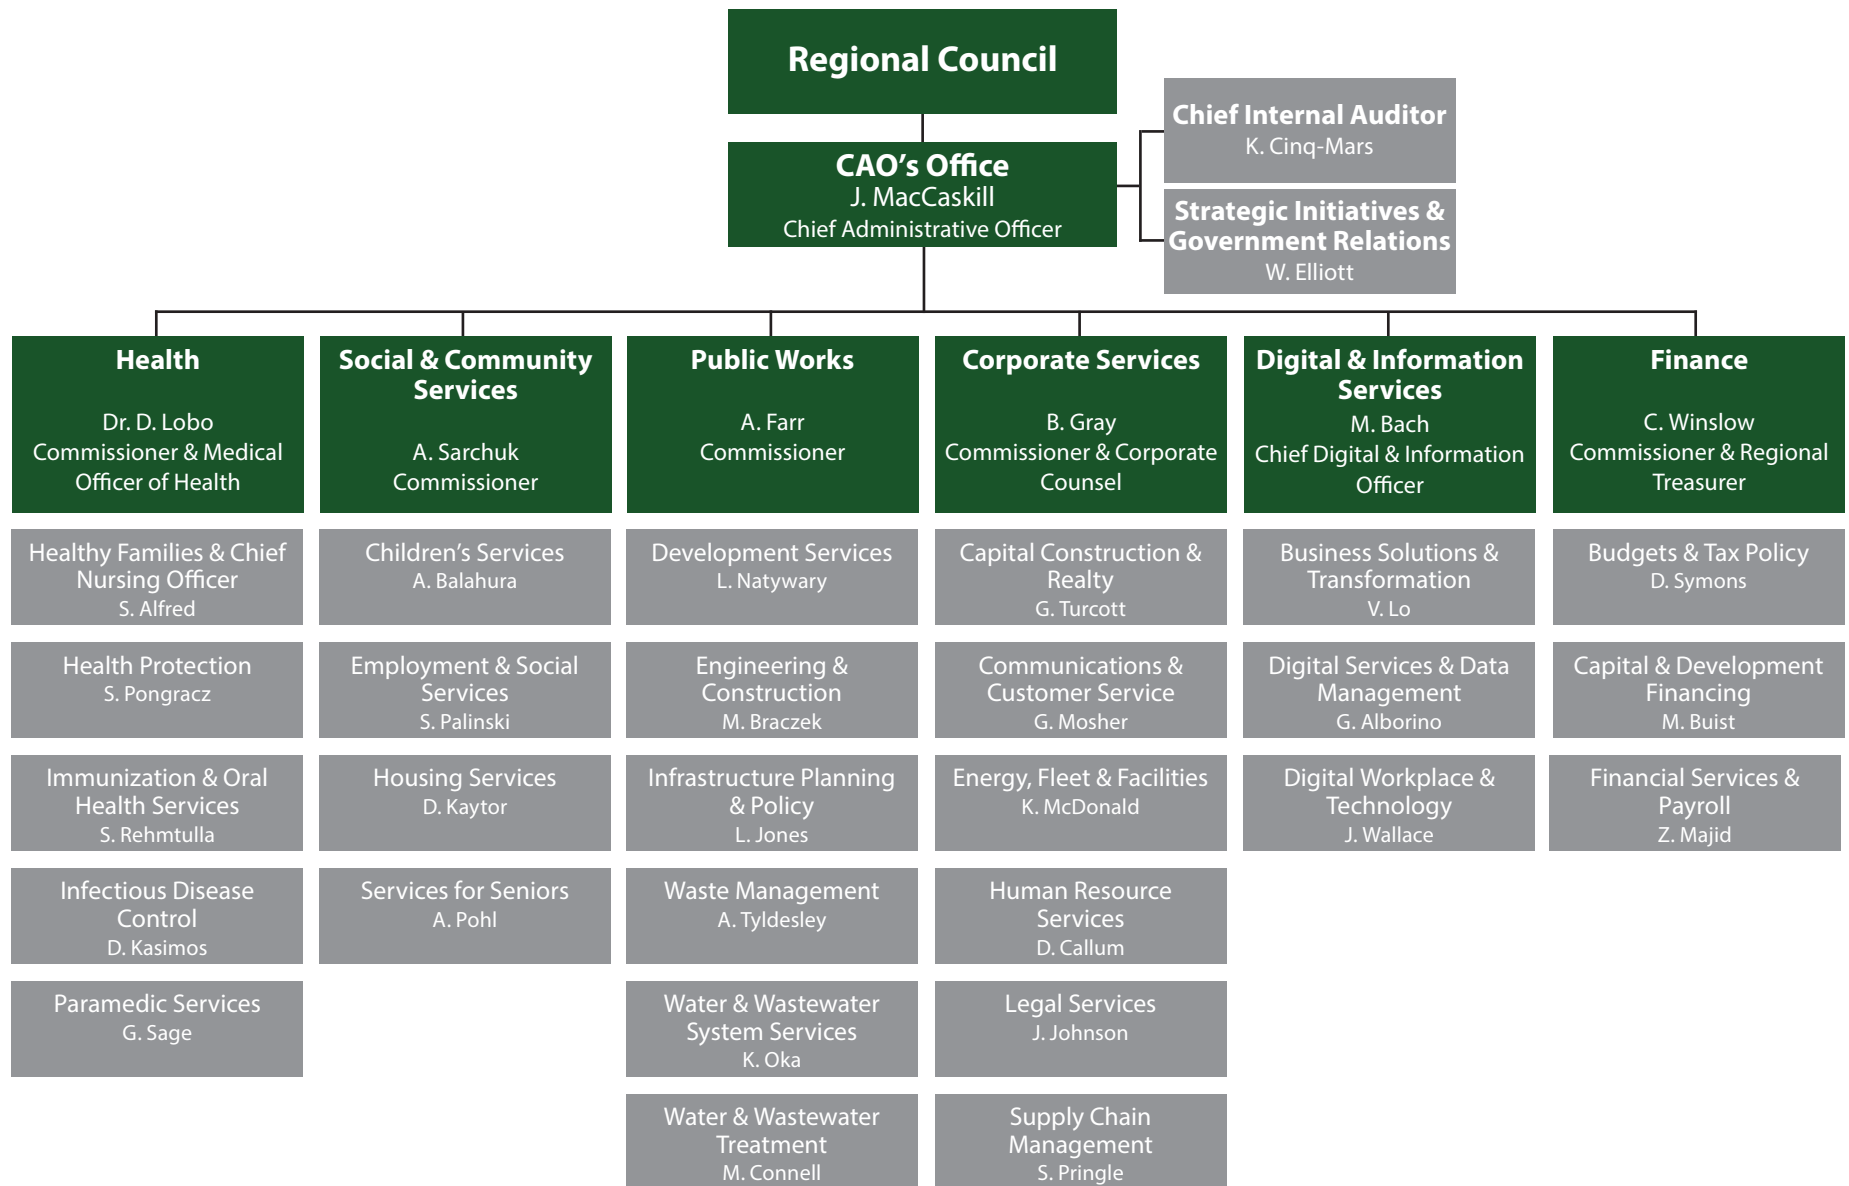 Regional Council
CAO's Office
J. MacCaskill
Chief Administrative Officer
Chief Internal Auditor
K. Cinq-Mars
Strategic Initiatives &
Government Relations
W. Elliott
Health
Dr. D. Lobo
Commissioner & Medical
Officer of Health
Healthy Families & Chief
Nursing Officer
S. Alfred
Health Protection
S. Pongracz
Immunization & Oral
Health Services
S. Rehmtulla
Infectious Disease
Control
D. Kasimos
Paramedic Services
G. Sage
Social & Community
Services
A. Sarchuk
Commissioner
Children's Services
A. Balahura
Employment & Social
Services
S. Palinski
Housing Services
D. Kaytor
Services for Seniors
A. Pohl
Public Works
A. Farr
Commissioner
Development Services
L. Natywary
Engineering &
Construction
M. Braczek
Infrastructure Planning
& Policy
L. Jones
Waste Management
A. Tyldesley
Water & Wastewater
System Services
K. Oka
Water & Wastewater
Treatment
M. Connell
Corporate Services
B. Gray
Commissioner & Corporate
Counsel
Capital Construction &
Realty
G. Turcott
Communications &
Customer Service
G. Mosher
Energy, Fleet & Facilities
K. McDonald
Human Resource
Services
D. Callum
Legal Services
J. Johnson
Supply Chain
Management
S. Pringle
Digital & Information
Services
M. Bach
Chief Digital & Information
Officer
Business Solutions &
Transformation
V. Lo
Digital Services & Data
Management
G. Alborino
Digital Workplace &
Technology
J. Wallace
Finance
C. Winslow
Commissioner & Regional
Treasurer
Budgets & Tax Policy
D. Symons
Capital & Development
Financing
M. Buist
Financial Services &
Payroll
Z. Majid